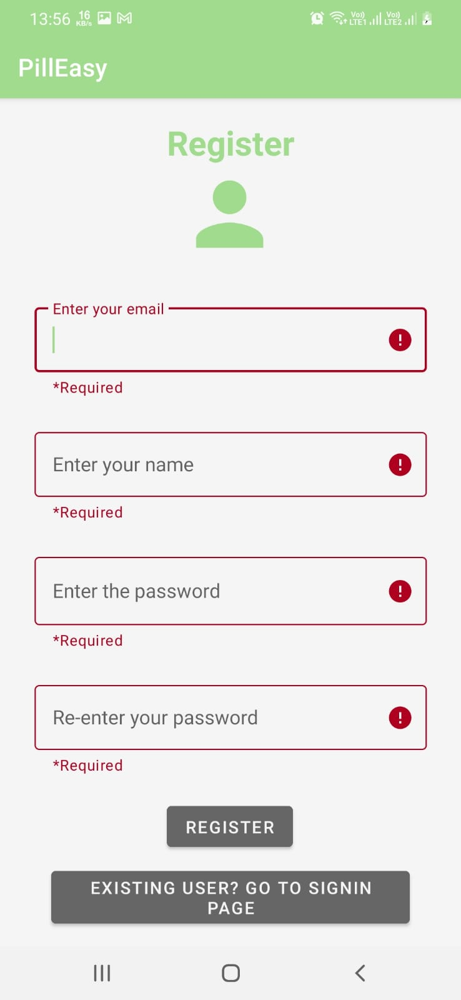 13:56 16 KB/s Vo)) LTE1 Vo)) LTE2
PillEasy
Register
Enter your email
*Required
Enter your name
*Required
Enter the password
*Required
Re-enter your password
*Required
REGISTER
EXISTING USER? GO TO SIGNIN
PAGE